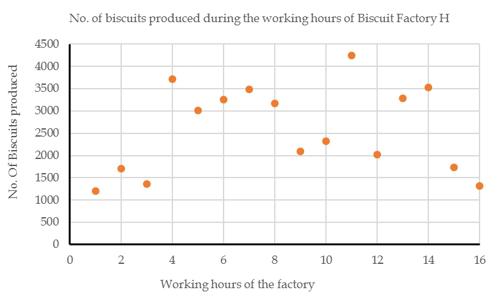 No. of biscuits produced during the working hours of Biscuit Factory H
No. Of Biscuits produced
4500
4000
3500
3000
2500
2000
1500
1000
500
0
0 2 4 6 8 10 12 14 16
Working hours of the factory